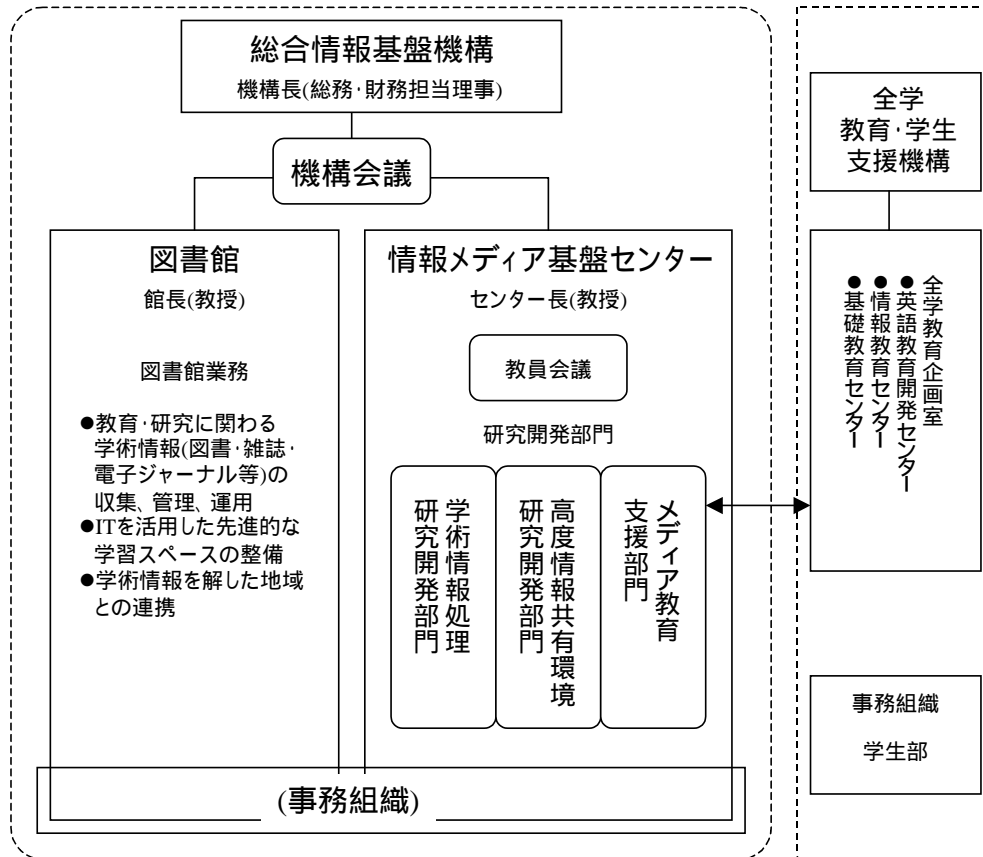 総合情報基盤機構
機構長(総務・財務担当理事)
機構会議
図書館
館長(教授)
図書館業務
●教育・研究に関わる
学術情報(図書・雑誌・
電子ジャーナル等)の
収集、管理、運用
●ITを活用した先進的な
学習スペースの整備
●学術情報を解した地域
との連携
情報メディア基盤センター
センター長(教授)
教員会議
研究開発部門
学術情報処理
研究開発部門
高度情報共有環境
研究開発部門
メディア教育
支援部門
(事務組織)
全学
教育・学生
支援機構
全学教育企画室
●英語教育開発センター
●情報教育センター
●基礎教育センター
事務組織
学生部